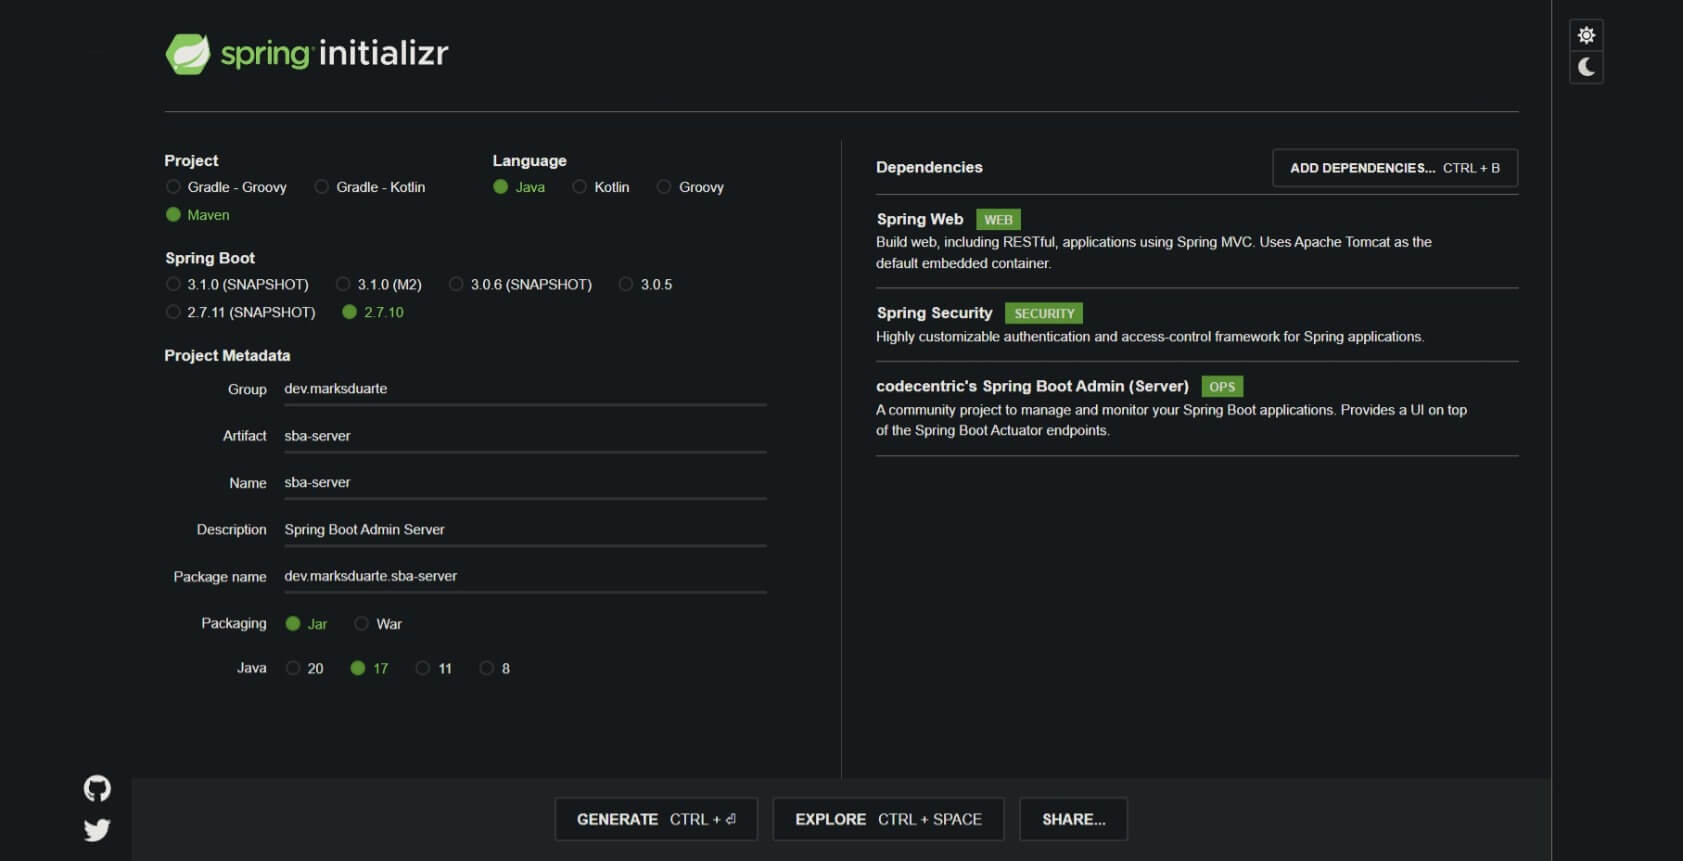 spring initializr
Project
Gradle - Groovy Gradle - Kotlin
Maven
Language
Java Kotlin Groovy
Spring Boot
3.1.0 (SNAPSHOT) 3.1.0 (M2) 3.0.6 (SNAPSHOT) 3.0.5
2.7.11 (SNAPSHOT) 2.7.10
Project Metadata
Group dev.marksduarte
Artifact sba-server
Name sba-server
Description Spring Boot Admin Server
Package name dev.marksduarte.sba-server
Packaging Jar War
Java 20 17 11 8
Dependencies ADD DEPENDENCIES... CTRL + B
Spring Web WEB
Build web, including RESTful, applications using Spring MVC. Uses Apache Tomcat as the
default embedded container.
Spring Security SECURITY
Highly customizable authentication and access-control framework for Spring applications.
codecentric's Spring Boot Admin (Server) OPS
A community project to manage and monitor your Spring Boot applications. Provides a UI on top
of the Spring Boot Actuator endpoints.
GENERATE CTRL + ⏎ EXPLORE CTRL + SPACE SHARE...